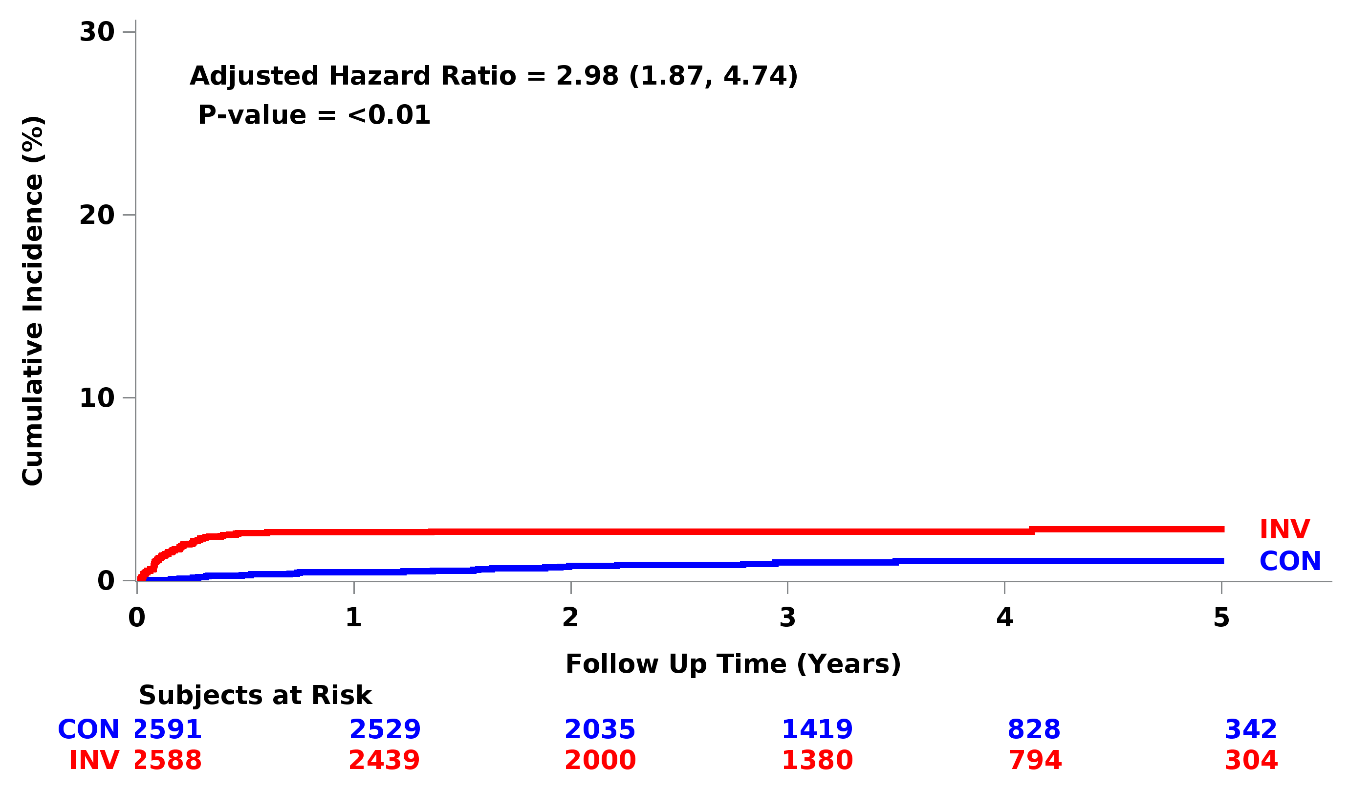 30
Adjusted Hazard Ratio = 2.98 (1.87, 4.74)
P-value = <0.01
20
Cumulative Incidence (%)
10
INV
CON
0
0 1 2 3 4 5
Follow Up Time (Years)
Subjects at Risk
CON 2591 2529 2035 1419 828 342
INV 2588 2439 2000 1380 794 304